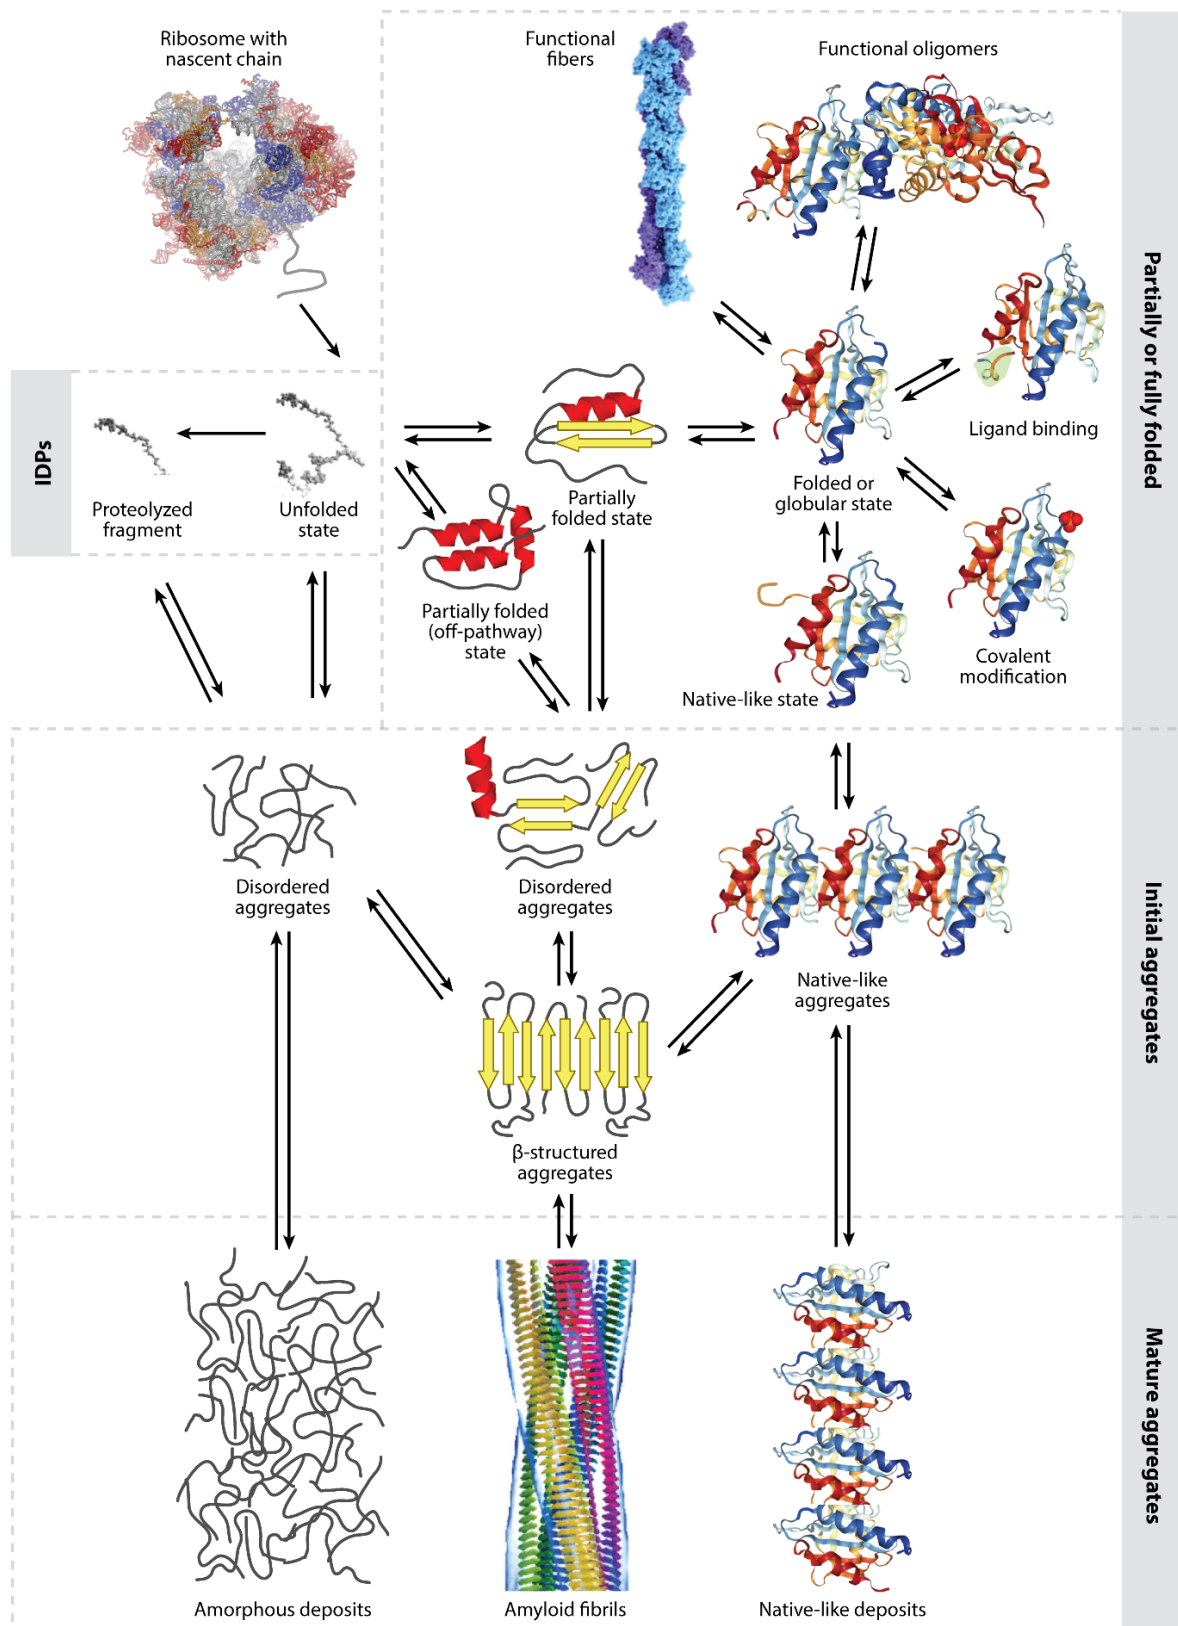 Ribosome with
nascent chain
Functional
fibers
Functional oligomers
Partially or fully folded
Ligand binding
IDPs
Proteolyzed
fragment
Unfolded
state
Partially
folded state
Folded or
globular state
Partially folded
(off-pathway)
state
Covalent
modification
Native-like state
Disordered
aggregates
Disordered
aggregates
Native-like
aggregates
Initial aggregates
β-structured
aggregates
Mature aggregates
Amorphous deposits
Amyloid fibrils
Native-like deposits